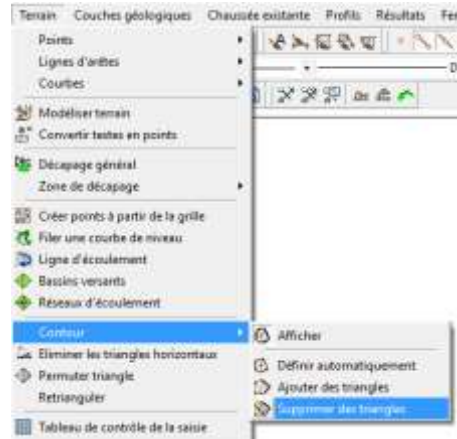 Terrain Couches géologiques Chaussée existante Profils Résultats Fen
Points
Lignes d'arêtes
Courbes
Modéliser terrain
Convertir textes en points
Décapage général
Zone de décapage
Créer points à partir de la grille
Filer une courbe de niveau
Ligne d'écoulement
Bassins versants
Réseaux d'écoulement
Contour
Afficher
Eliminer les triangles horizontaux
Définir automatiquement
Permuter triangle
Ajouter des triangles
Retrianguler
Supprimer des triangles
Tableau de contrôle de la saisie